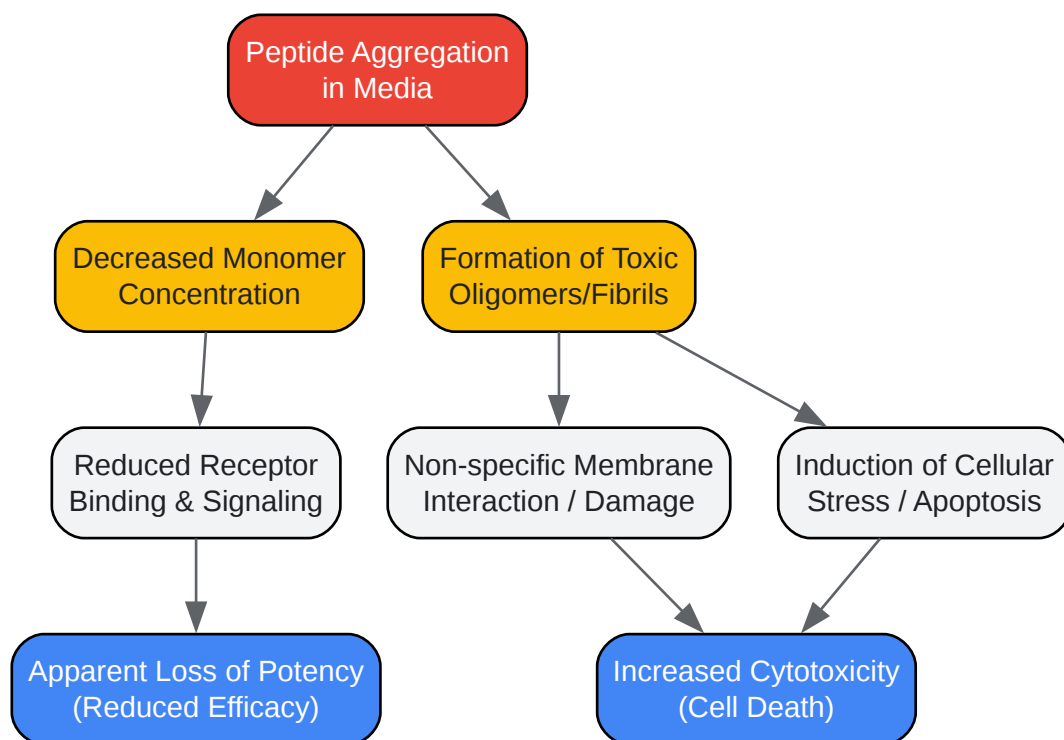 Peptide Aggregation
in Media
Decreased Monomer
Concentration
Formation of Toxic
Oligomers/Fibrils
Reduced Receptor
Binding & Signaling
Non-specific Membrane
Interaction / Damage
Induction of Cellular
Stress / Apoptosis
Apparent Loss of Potency
(Reduced Efficacy)
Increased Cytotoxicity
(Cell Death)